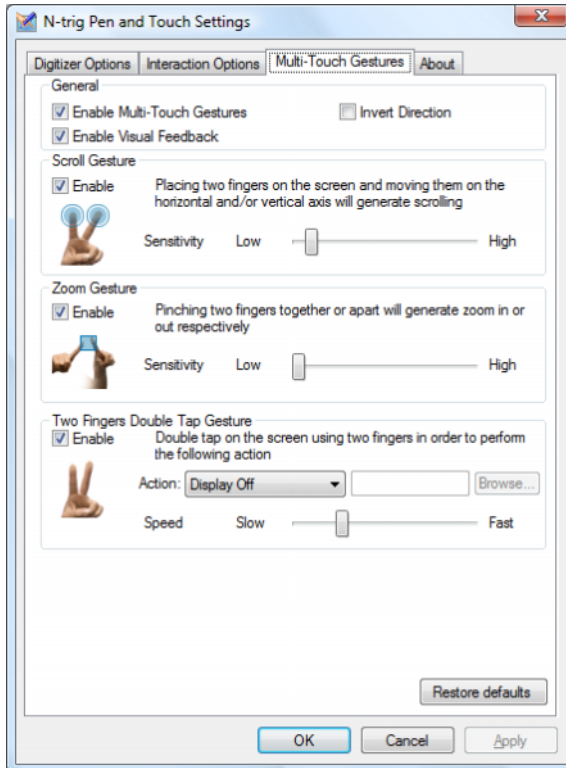 N-trig Pen and Touch Settings
Digitizer Options Interaction Options Multi-Touch Gestures About
General
Enable Multi-Touch Gestures Invert Direction
Enable Visual Feedback
Scroll Gesture
Enable Placing two fingers on the screen and moving them on the
horizontal and/or vertical axis will generate scrolling
Sensitivity Low High
Zoom Gesture
Enable Pinching two fingers together or apart will generate zoom in or
out respectively
Sensitivity Low High
Two Fingers Double Tap Gesture
Enable Double tap on the screen using two fingers in order to perform
the following action
Action: Display Off Browse...
Speed Slow Fast
Restore defaults
OK Cancel Apply